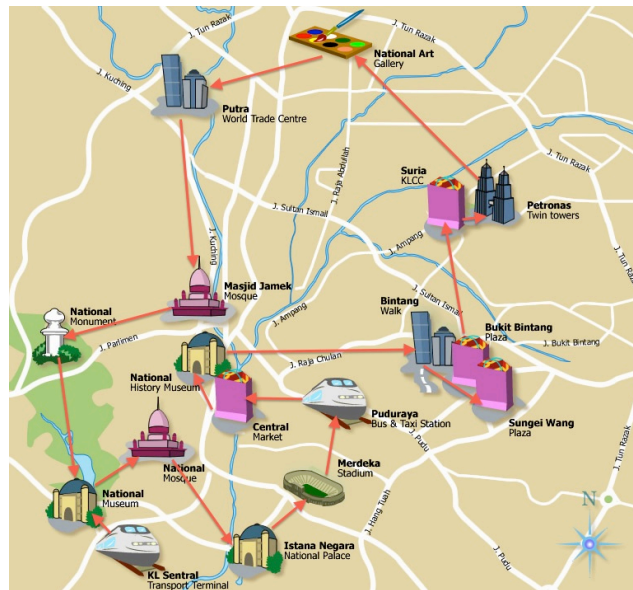 J. Tun Razak
National Art
Gallery
J. Kuching
J. Tun Razak
Putra
World Trade Centre
Suria
KLCC
J. Raja Abdullah
Petronas
Twin towers
J. Sultan Ismail
J. Ampang
J. Tun Razak
J. Kuching
Masjid Jamek
Mosque
J. Sultan Ismail
Bintang
Walk
National
Monument
J. Ampang
Bukit Bintang
Plaza
J. Parlimen
J. Bukit Bintang
J. Raja Chulan
National
History Museum
Puduraya
Bus & Taxi Station
Central
Market
Sungei Wang
Plaza
J. Pudu
National
Mosque
Merdeka
Stadium
J. Tun Razak
National
Museum
N
J. Hang Tuah
Istana Negara
National Palace
J. Pudu
KL Sentral
Transport Terminal